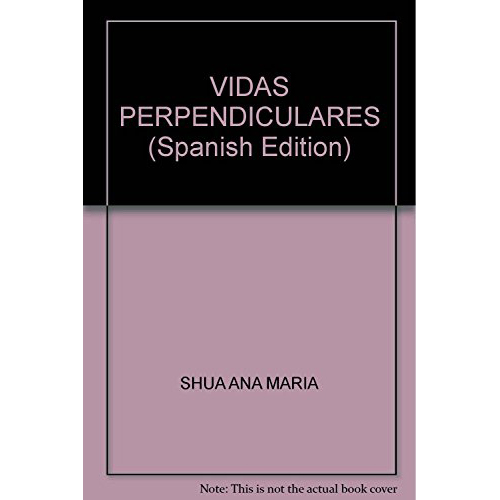 VIDAS
PERPENDICULARES
(Spanish Edition)
SHUA ANA MARIA
Note: This is not the actual book cover